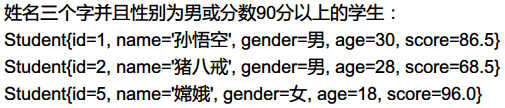 姓名三个字并且性别为男或分数90分以上的学生：
Student{id=1, name='孙悟空', gender=男, age=30, score=86.5}
Student{id=2, name='猪八戒', gender=男, age=28, score=68.5}
Student{id=5, name='嫦娥', gender=女, age=18, score=96.0}